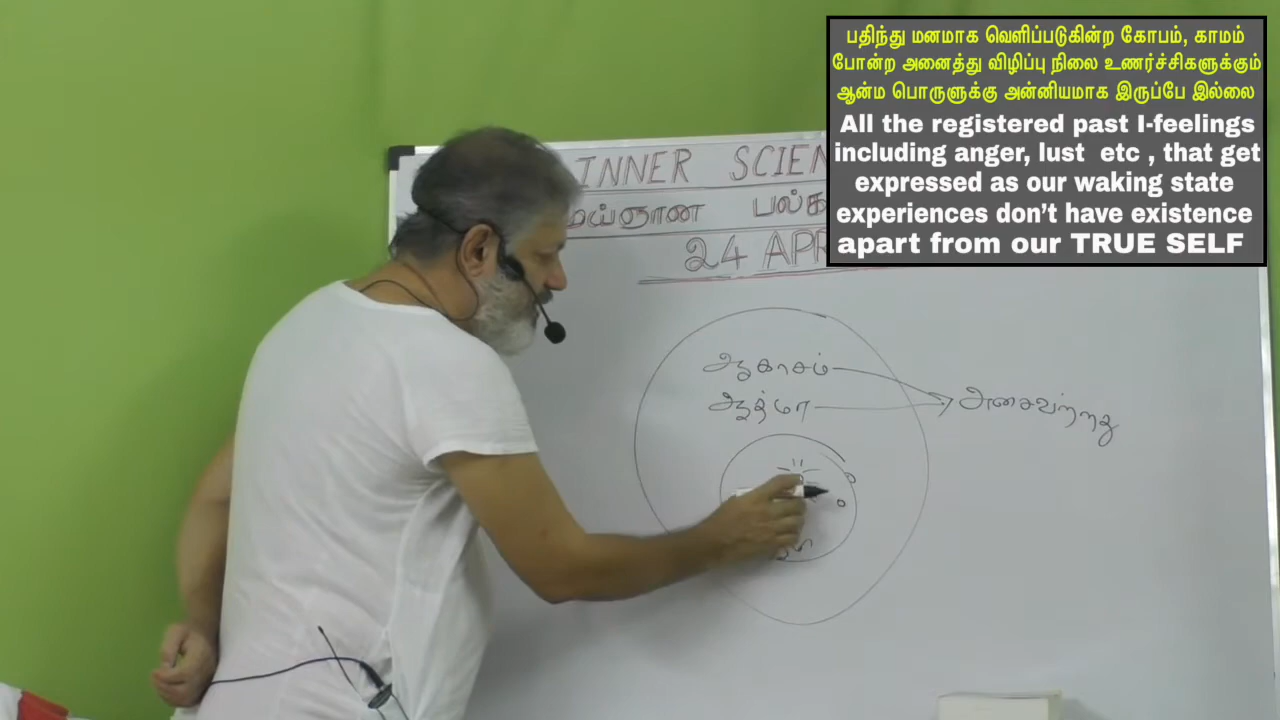 பதிந்து மனமாக வெளிப்படுகின்ற கோபம், காமம்
போன்ற அனைத்து விழிப்பு நிலை உணர்ச்சிகளுக்கும்
ஆன்ம பொருளுக்கு அன்னியமாக இருப்பே இல்லை
All the registered past I-feelings
including anger, lust etc , that get
expressed as our waking state
experiences don't have existence
apart from our TRUE SELF
INNER SCIEN
மெய்ஞான பல்க
24 APR
ஆகாசம்
ஆத்மா
அசைவற்றது